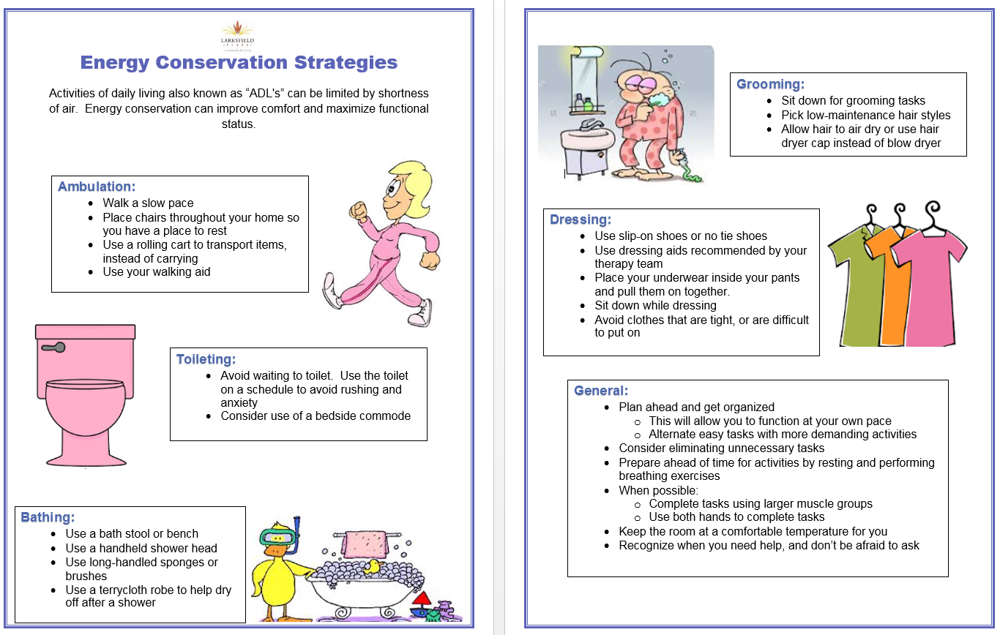 LARKSFIELD
PLACE
Energy Conservation Strategies
Activities of daily living also known as “ADL's” can be limited by shortness
of air.  Energy conservation can improve comfort and maximize functional
status.
Ambulation:
• Walk a slow pace
• Place chairs throughout your home so
you have a place to rest
• Use a rolling cart to transport items,
instead of carrying
• Use your walking aid
Toileting:
• Avoid waiting to toilet.  Use the toilet
on a schedule to avoid rushing and
anxiety
• Consider use of a bedside commode
Bathing:
• Use a bath stool or bench
• Use a handheld shower head
• Use long-handled sponges or
brushes
• Use a terrycloth robe to help dry
off after a shower
Grooming:
• Sit down for grooming tasks
• Pick low-maintenance hair styles
• Allow hair to air dry or use hair
dryer cap instead of blow dryer
Dressing:
• Use slip-on shoes or no tie shoes
• Use dressing aids recommended by your
therapy team
• Place your underwear inside your pants
and pull them on together.
• Sit down while dressing
• Avoid clothes that are tight, or are difficult
to put on
General:
• Plan ahead and get organized
o This will allow you to function at your own pace
o Alternate easy tasks with more demanding activities
• Consider eliminating unnecessary tasks
• Prepare ahead of time for activities by resting and performing
breathing exercises
• When possible:
o Complete tasks using larger muscle groups
o Use both hands to complete tasks
• Keep the room at a comfortable temperature for you
• Recognize when you need help, and don’t be afraid to ask